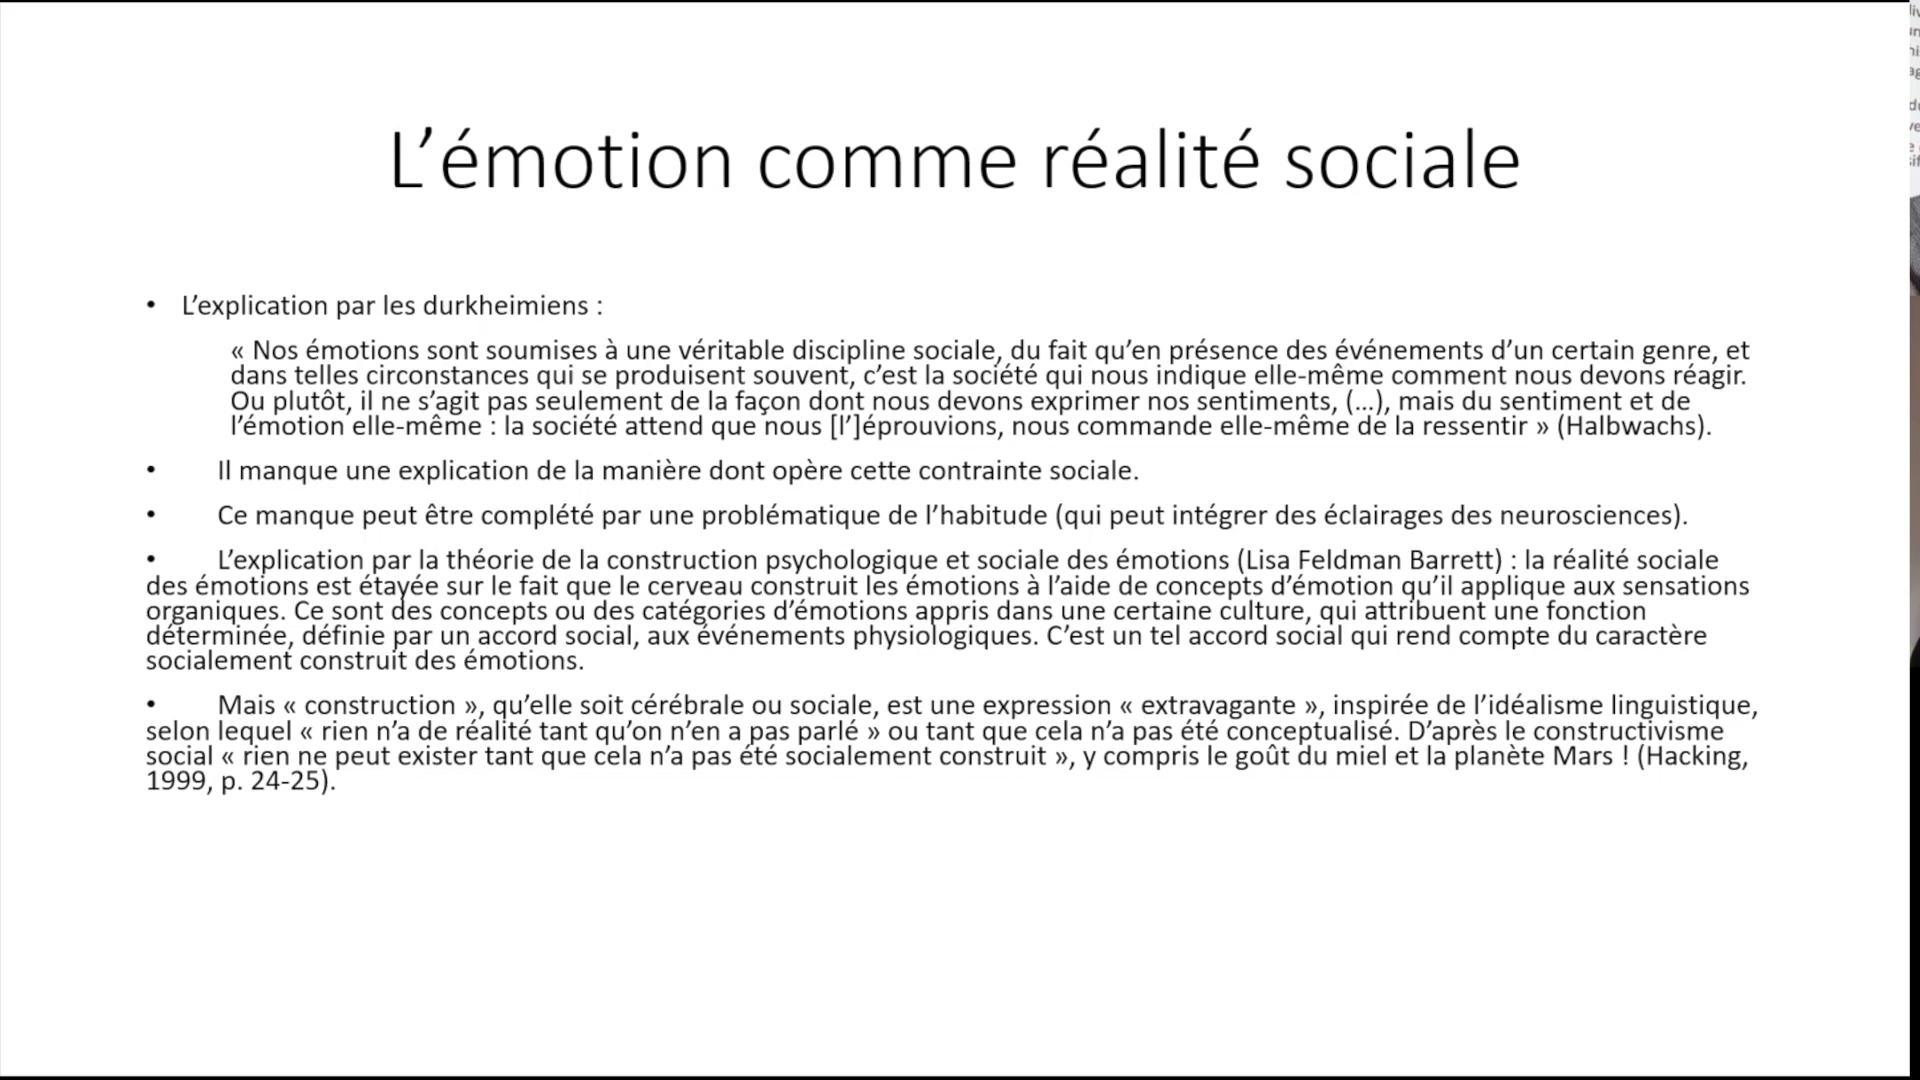 L’émotion comme réalité sociale
• L’explication par les durkheimiens :
« Nos émotions sont soumises à une véritable discipline sociale, du fait qu’en présence des événements d’un certain genre, et
dans telles circonstances qui se produisent souvent, c’est la société qui nous indique elle-même comment nous devons réagir.
Ou plutôt, il ne s’agit pas seulement de la façon dont nous devons exprimer nos sentiments, (…), mais du sentiment et de
l’émotion elle-même : la société attend que nous [l’]éprouvions, nous commande elle-même de la ressentir » (Halbwachs).
• Il manque une explication de la manière dont opère cette contrainte sociale.
• Ce manque peut être complété par une problématique de l’habitude (qui peut intégrer des éclairages des neurosciences).
• L’explication par la théorie de la construction psychologique et sociale des émotions (Lisa Feldman Barrett) : la réalité sociale
des émotions est étayée sur le fait que le cerveau construit les émotions à l’aide de concepts d’émotion qu’il applique aux sensations
organiques. Ce sont des concepts ou des catégories d’émotions appris dans une certaine culture, qui attribuent une fonction
déterminée, définie par un accord social, aux événements physiologiques. C’est un tel accord social qui rend compte du caractère
socialement construit des émotions.
• Mais « construction », qu’elle soit cérébrale ou sociale, est une expression « extravagante », inspirée de l’idéalisme linguistique,
selon lequel « rien n’a de réalité tant qu’on n’en a pas parlé » ou tant que cela n’a pas été conceptualisé. D’après le constructivisme
social « rien ne peut exister tant que cela n’a pas été socialement construit », y compris le goût du miel et la planète Mars ! (Hacking,
1999, p. 24-25).